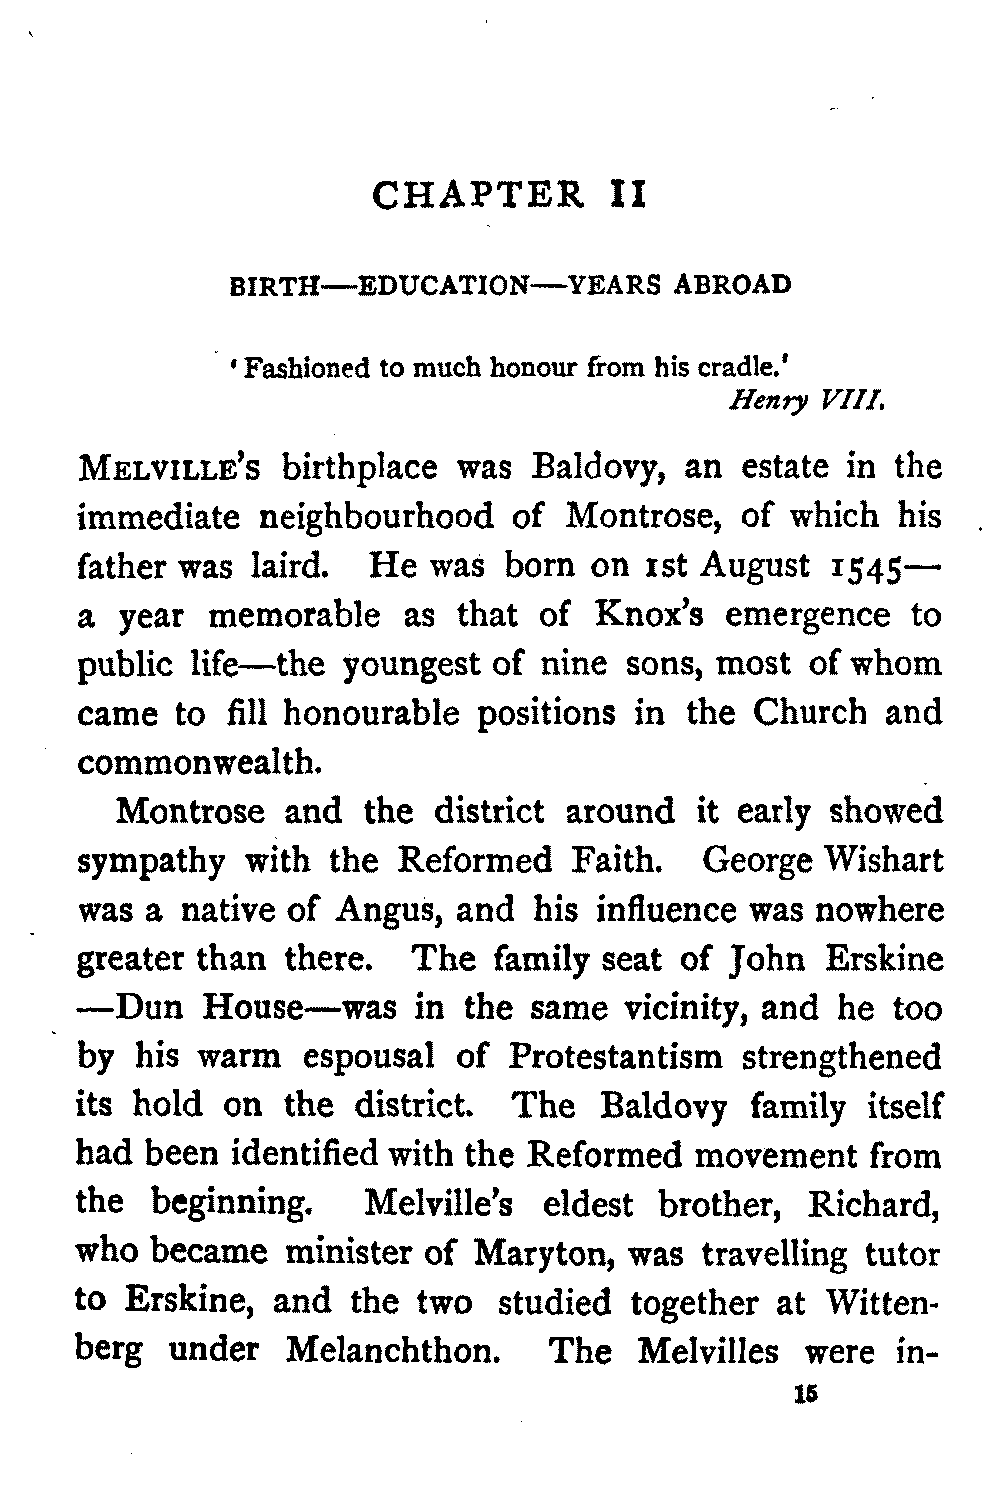 CHAPTER II
BIRTH—EDUCATION—YEARS ABROAD
'Fashioned to much honour from his cradle.'
Henry VIII.
MELVILLE'S birthplace was Baldovy, an estate in the
immediate neighbourhood of Montrose, of which his
father was laird. He was born on 1st August 1545—
a year memorable as that of Knox's emergence to
public life—the youngest of nine sons, most of whom
came to fill honourable positions in the Church and
commonwealth.
Montrose and the district around it early showed
sympathy with the Reformed Faith. George Wishart
was a native of Angus, and his influence was nowhere
greater than there. The family seat of John Erskine
—Dun House—was in the same vicinity, and he too
by his warm espousal of Protestantism strengthened
its hold on the district. The Baldovy family itself
had been identified with the Reformed movement from
the beginning. Melville's eldest brother, Richard,
who became minister of Maryton, was travelling tutor
to Erskine, and the two studied together at Witten-
berg under Melanchthon. The Melvilles were in-
15